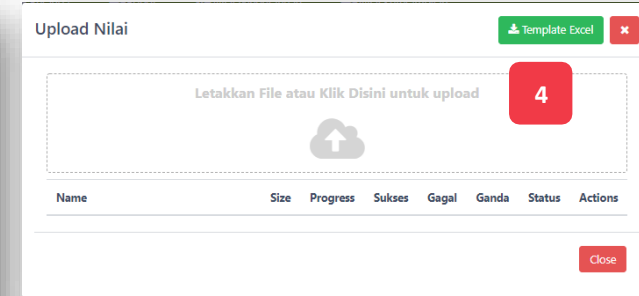 Upload Nilai
Template Excel
Letakkan File atau Klik Disini untuk upload
4
Name Size Progress Sukses Gagal Ganda Status Actions
Close